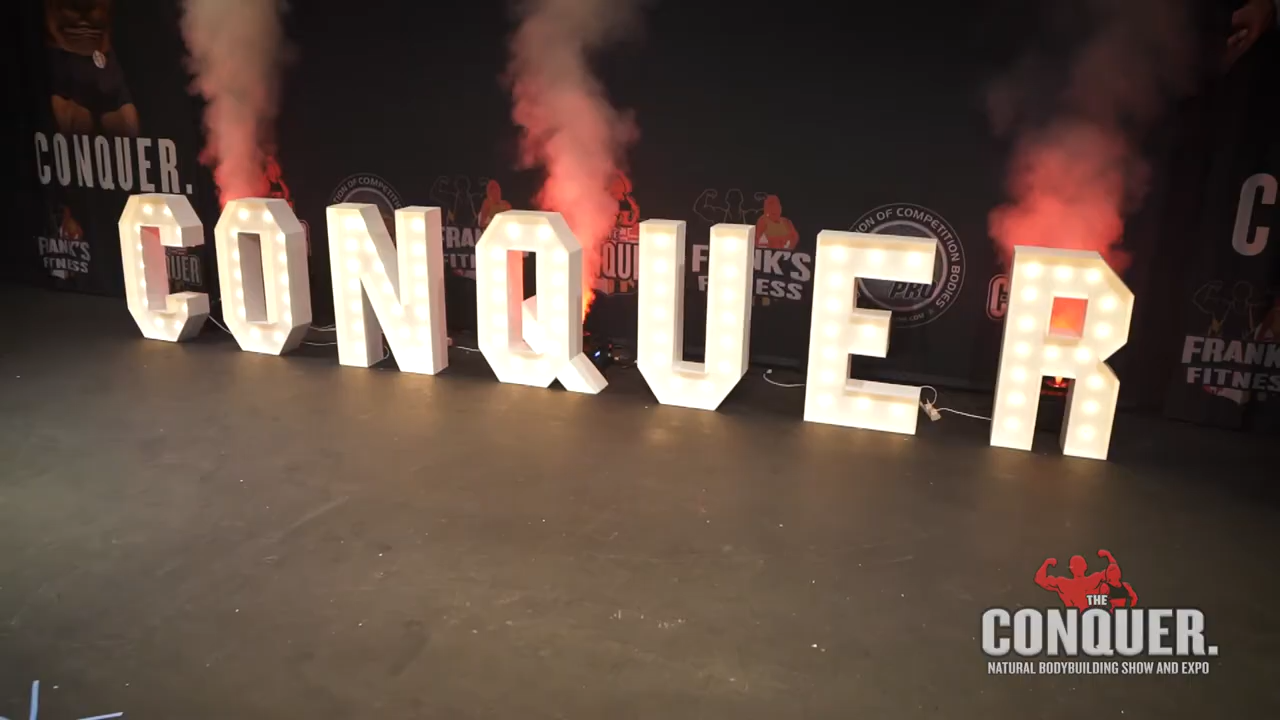 CONQUER.
FRANK'S
FITNESS
CONQUER
FRANK'S
FITNESS
PRO
FRANK'S
FITNESS
THE
CONQUER.
NATURAL BODYBUILDING SHOW AND EXPO